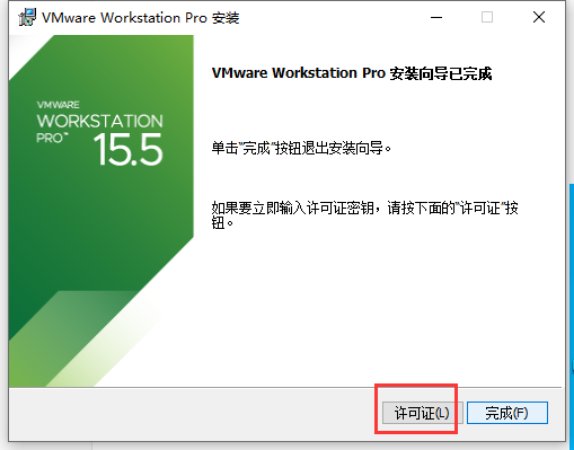 VMware Workstation Pro 安装
VMware Workstation Pro 安装向导已完成
VMWARE
WORKSTATION
PRO™ 15.5
单击"完成"按钮退出安装向导。
如果要立即输入许可证密钥，请按下面的"许可证"按
钮。
许可证(L) 完成(F)